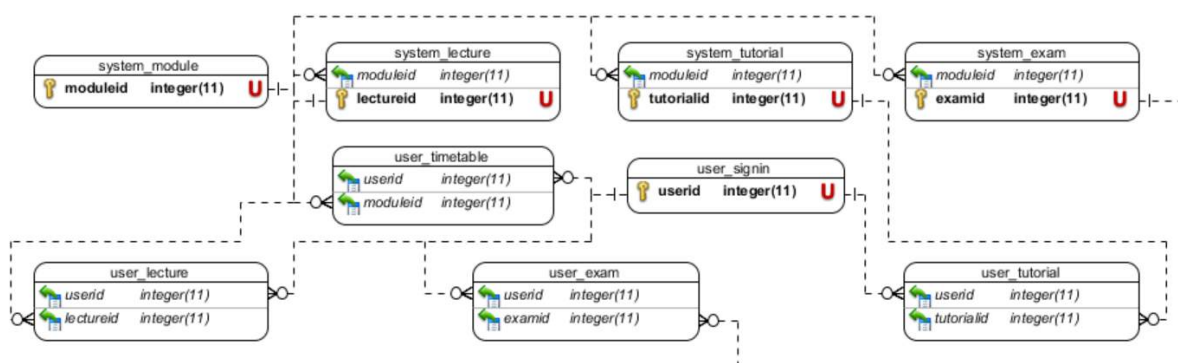 system_module
moduleid integer(11) U
system_lecture
moduleid integer(11)
lectureid integer(11) U
system_tutorial
moduleid integer(11)
tutorialid integer(11) U
system_exam
moduleid integer(11)
examid integer(11) U
user_timetable
userid integer(11)
moduleid integer(11)
user_signin
userid integer(11) U
user_lecture
userid integer(11)
lectureid integer(11)
user_exam
userid integer(11)
examid integer(11)
user_tutorial
userid integer(11)
tutorialid integer(11)